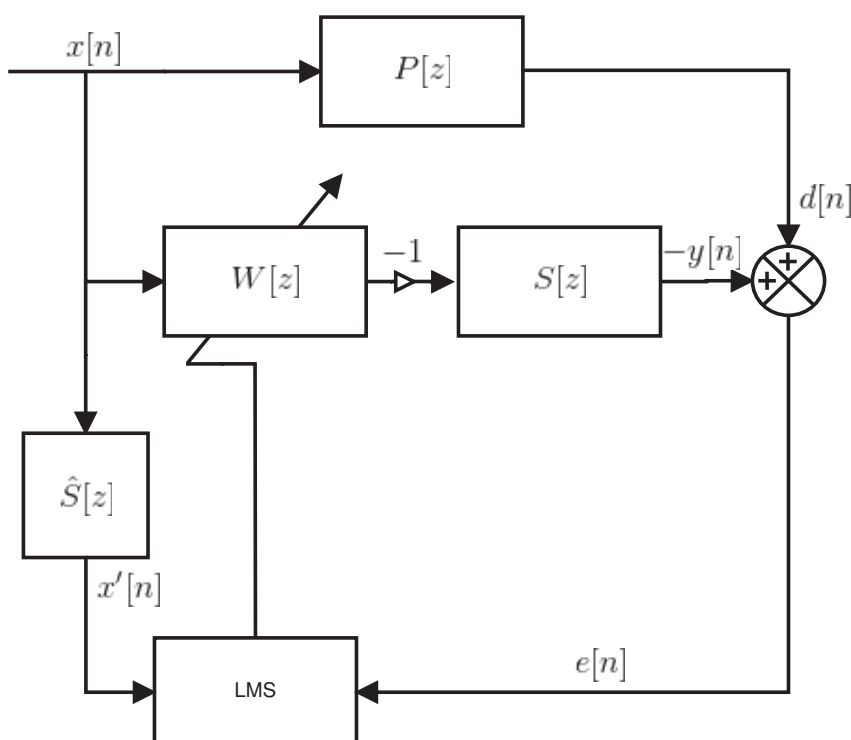 x[n]
P[z]
d[n]
−1
−y[n]
+
W[z]
S[z]
+
Ŝ[z]
x′[n]
e[n]
LMS